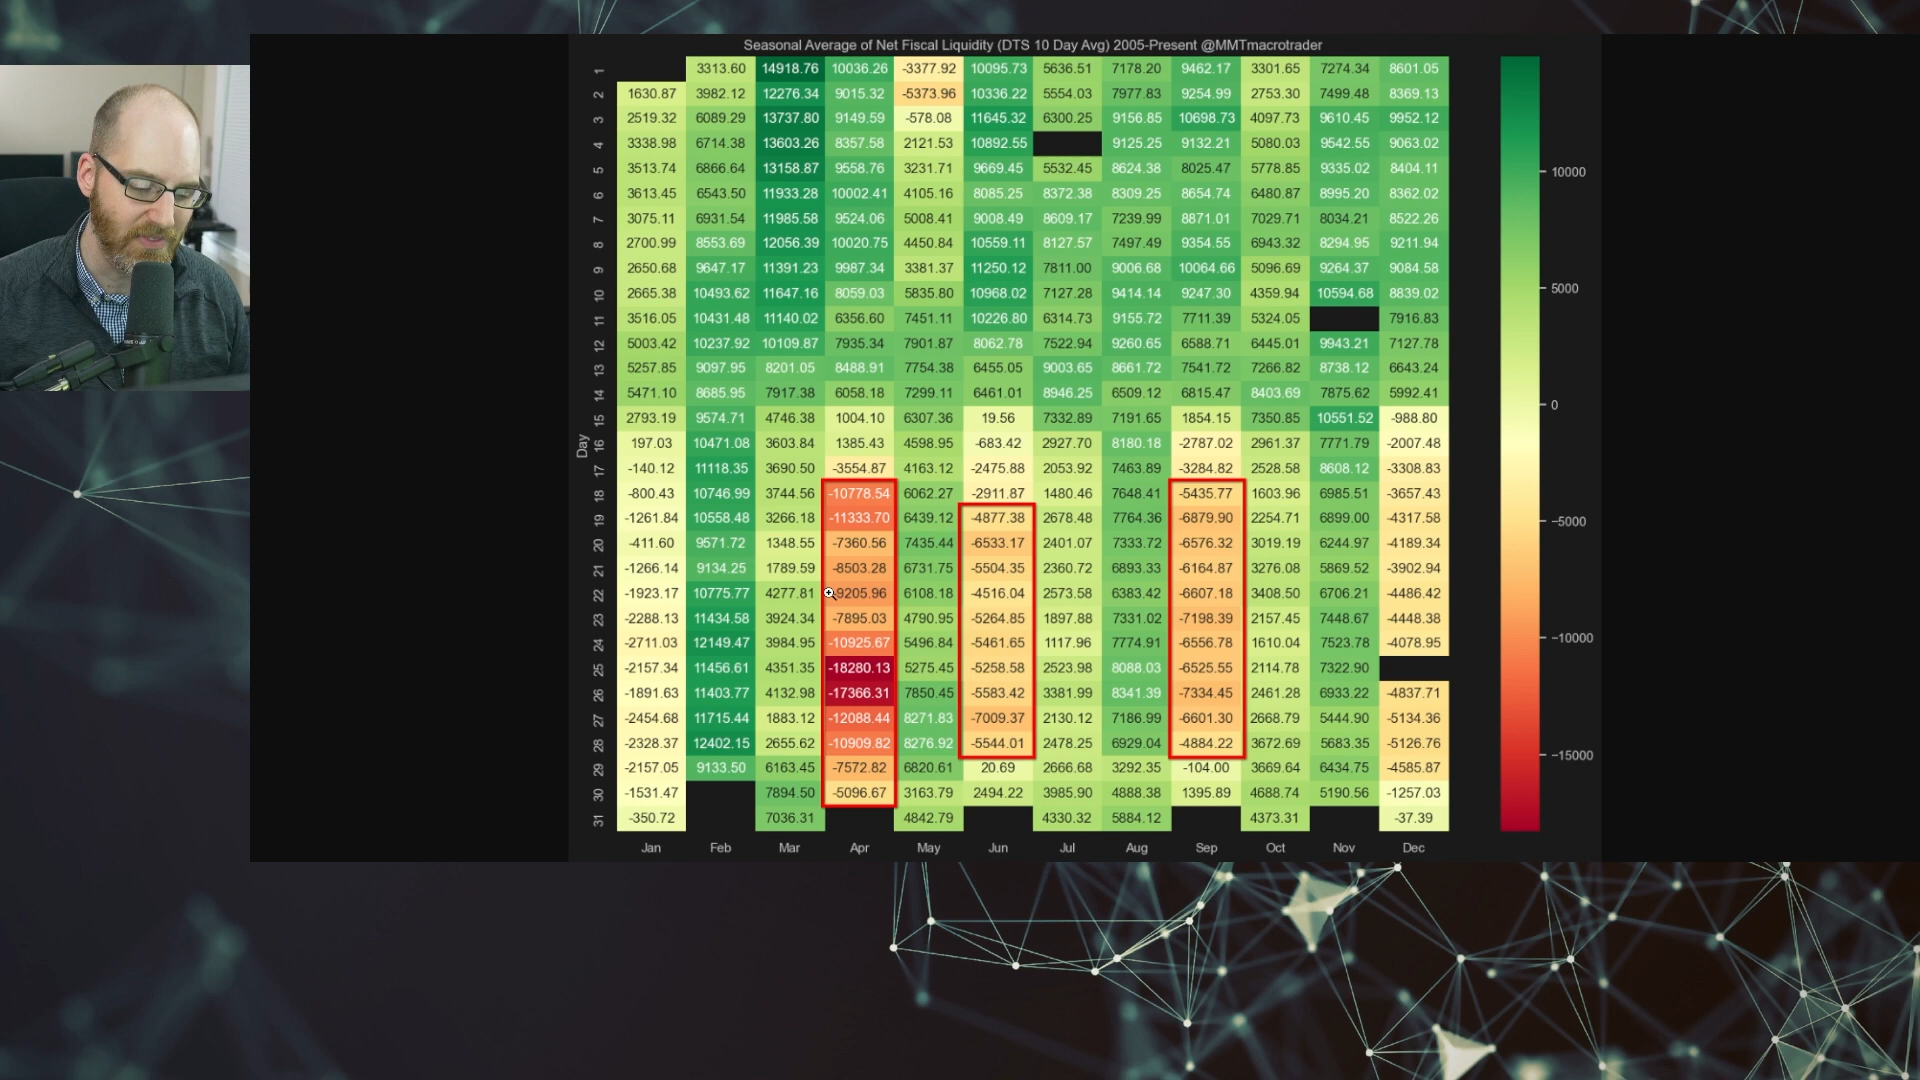 Seasonal Average of Net Fiscal Liquidity (DTS 10 Day Avg) 2005-Present @MMTmacrotrader
1 3313.60 14918.76 10036.26 -3377.92 10095.73 5636.51 7178.20 9462.17 3301.65 7274.34 8601.05
2 1630.87 3982.12 12276.34 9015.32 -5373.96 10336.22 5554.03 7977.83 9254.99 2753.30 7499.48 8369.13
3 2519.32 6089.29 13737.80 9149.59 -578.08 11645.32 6300.25 9156.85 10698.73 4097.73 9610.45 9952.12
4 3338.98 6714.38 13603.26 8357.58 2121.53 10892.55 9125.25 9132.21 5080.03 9542.55 9063.02
5 3513.74 6866.64 13158.87 9558.76 3231.71 9669.45 5532.45 8624.38 8025.47 5778.85 9335.02 8404.11
10000
6 3613.45 6543.50 11933.28 10002.41 4105.16 8085.25 8372.38 8309.25 8654.74 6480.87 8995.20 8362.02
7 3075.11 6931.54 11985.58 9524.06 5008.41 9008.49 8609.17 7239.99 8871.01 7029.71 8034.21 8522.26
8 2700.99 8553.69 12056.39 10020.75 4450.84 10559.11 8127.57 7497.49 9354.55 6943.32 8294.95 9211.94
9 2650.68 9647.17 11391.23 9987.34 3381.37 11250.12 7811.00 9006.68 10064.66 5096.69 9264.37 9084.58
5000
10 2665.38 10493.62 11647.16 8059.03 5835.80 10968.02 7127.28 9414.14 9247.30 4359.94 10594.68 8839.02
11 3516.05 10431.48 11140.02 6356.60 7451.11 10226.80 6314.73 9155.72 7711.39 5324.05 7916.83
12 5003.42 10237.92 10109.87 7935.34 7901.87 8062.78 7522.94 9260.65 6588.71 6445.01 9943.21 7127.78
13 5257.85 9097.95 8201.05 8488.91 7754.38 6455.05 9003.65 8661.72 7541.72 7266.82 8738.12 6643.24
14 5471.10 8685.95 7917.38 6058.18 7299.11 6461.01 8946.25 6509.12 6815.47 8403.69 7875.62 5992.41
0
15 2793.19 9574.71 4746.38 1004.10 6307.36 19.56 7332.89 7191.65 1854.15 7350.85 10551.52 -988.80
Day
16 197.03 10471.08 3603.84 1385.43 4598.95 -683.42 2927.70 8180.18 -2787.02 2961.37 7771.79 -2007.48
17 -140.12 11118.35 3690.50 -3554.87 4163.12 -2475.88 2053.92 7463.89 -3284.82 2528.58 8608.12 -3308.83
18 -800.43 10746.99 3744.56 -10778.54 6062.27 -2911.87 1480.46 7648.41 -5435.77 1603.96 6985.51 -3657.43
19 -1261.84 10558.48 3266.18 -11333.70 6439.12 -4877.38 2678.48 7764.36 -6879.90 2254.71 6899.00 -4317.58
-5000
20 -411.60 9571.72 1348.55 -7360.56 7435.44 -6533.17 2401.07 7333.72 -6576.32 3019.19 6244.97 -4189.34
21 -1266.14 9134.25 1789.59 -8503.28 6731.75 -5504.35 2360.72 6893.33 -6164.87 3276.08 5869.52 -3902.94
22 -1923.17 10775.77 4277.81 9205.96 6108.18 -4516.04 2573.58 6383.42 -6607.18 3408.50 6706.21 -4486.42
23 -2288.13 11434.58 3924.34 -7895.03 4790.95 -5264.85 1897.88 7331.02 -7198.39 2157.45 7448.67 -4448.38
-10000
24 -2711.03 12149.47 3984.95 -10925.67 5496.84 -5461.65 1117.96 7774.91 -6556.78 1610.04 7523.78 -4078.95
25 -2157.34 11456.61 4351.35 -18280.13 5275.45 -5258.58 2523.98 8088.03 -6525.55 2114.78 7322.90
26 -1891.63 11403.77 4132.98 -17366.31 7850.45 -5583.42 3381.99 8341.39 -7334.45 2461.28 6933.22 -4837.71
27 -2454.68 11715.44 1883.12 -12088.44 8271.83 -7009.37 2130.12 7186.99 -6601.30 2668.79 5444.90 -5134.36
28 -2328.37 12402.15 2655.62 -10909.82 8276.92 -5544.01 2478.25 6929.04 -4884.22 3672.69 5683.35 -5126.76
-15000
29 -2157.05 9133.50 6163.45 -7572.82 6820.61 20.69 2666.68 3292.35 -104.00 3669.64 6434.75 -4585.87
30 -1531.47 7894.50 -5096.67 3163.79 2494.22 3985.90 4888.38 1395.89 4688.74 5190.56 -1257.03
31 -350.72 7036.31 4842.79 4330.32 5884.12 4373.31 -37.39
Jan Feb Mar Apr May Jun Jul Aug Sep Oct Nov Dec